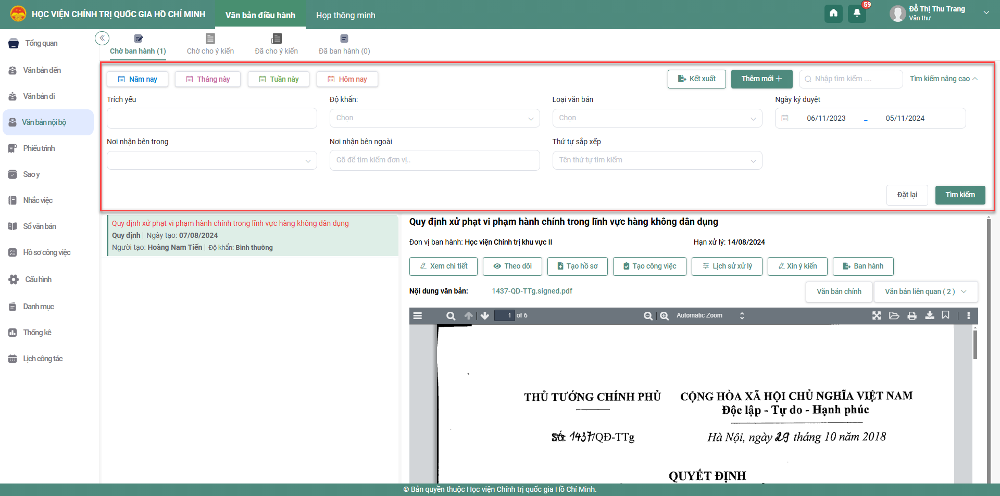 HỌC VIỆN CHÍNH TRỊ QUỐC GIA HỒ CHÍ MINH
Văn bản điều hành
Họp thông minh
59
Đỗ Thị Thu Trang
Văn thư
Tổng quan
Văn bản đến
Văn bản đi
Văn bản nội bộ
Phiếu trình
Sao y
Nhắc việc
Sổ văn bản
Hồ sơ công việc
Cấu hình
Danh mục
Thống kê
Lịch công tác
Chờ ban hành (1)
Chờ cho ý kiến
Đã cho ý kiến
Đã ban hành (0)
Năm nay
Tháng này
Tuần này
Hôm nay
Kết xuất
Thêm mới
Nhập tìm kiếm ....
Tìm kiếm nâng cao
Trích yếu
Độ khẩn:
Loại văn bản
Ngày ký duyệt
Chọn
Chọn
06/11/2023 – 05/11/2024
Nơi nhận bên trong
Nơi nhận bên ngoài
Thứ tự sắp xếp
Gõ để tìm kiếm đơn vị..
Tên thứ tự tìm kiếm
Đặt lại
Tìm kiếm
Quy định xử phạt vi phạm hành chính trong lĩnh vực hàng không dân dụng
Quy định | Ngày tạo: 07/08/2024
Người tạo: Hoàng Nam Tiến | Độ khẩn: Bình thường
Quy định xử phạt vi phạm hành chính trong lĩnh vực hàng không dân dụng
Đơn vị ban hành: Học viện Chính trị khu vực II
Hạn xử lý: 14/08/2024
Xem chi tiết
Theo dõi
Tạo hồ sơ
Tạo công việc
Lịch sử xử lý
Xin ý kiến
Ban hành
Nội dung văn bản:
1437-QD-TTg.signed.pdf
Văn bản chính
Văn bản liên quan ( 2 )
1 of 6
Automatic Zoom
THỦ TƯỚNG CHÍNH PHỦ
CỘNG HÒA XÃ HỘI CHỦ NGHĨA VIỆT NAM
Độc lập - Tự do - Hạnh phúc
Số: 1437/QĐ-TTg
Hà Nội, ngày 29 tháng 10 năm 2018
QUYẾT ĐỊNH
© Bản quyền thuộc Học viện Chính trị quốc gia Hồ Chí Minh.